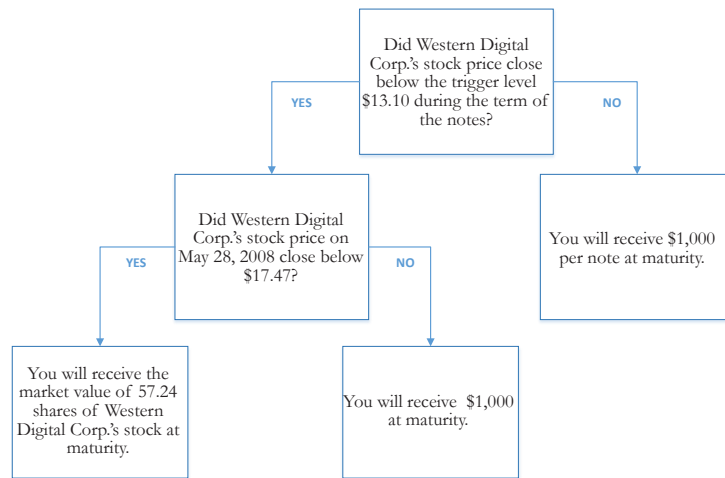 Did Western Digital
Corp.'s stock price close
below the trigger level
$13.10 during the term of
the notes?
YES
NO
Did Western Digital
Corp.'s stock price on
May 28, 2008 close below
$17.47?
You will receive $1,000
per note at maturity.
YES
NO
You will receive the
market value of 57.24
shares of Western
Digital Corp.'s stock at
maturity.
You will receive $1,000
at maturity.